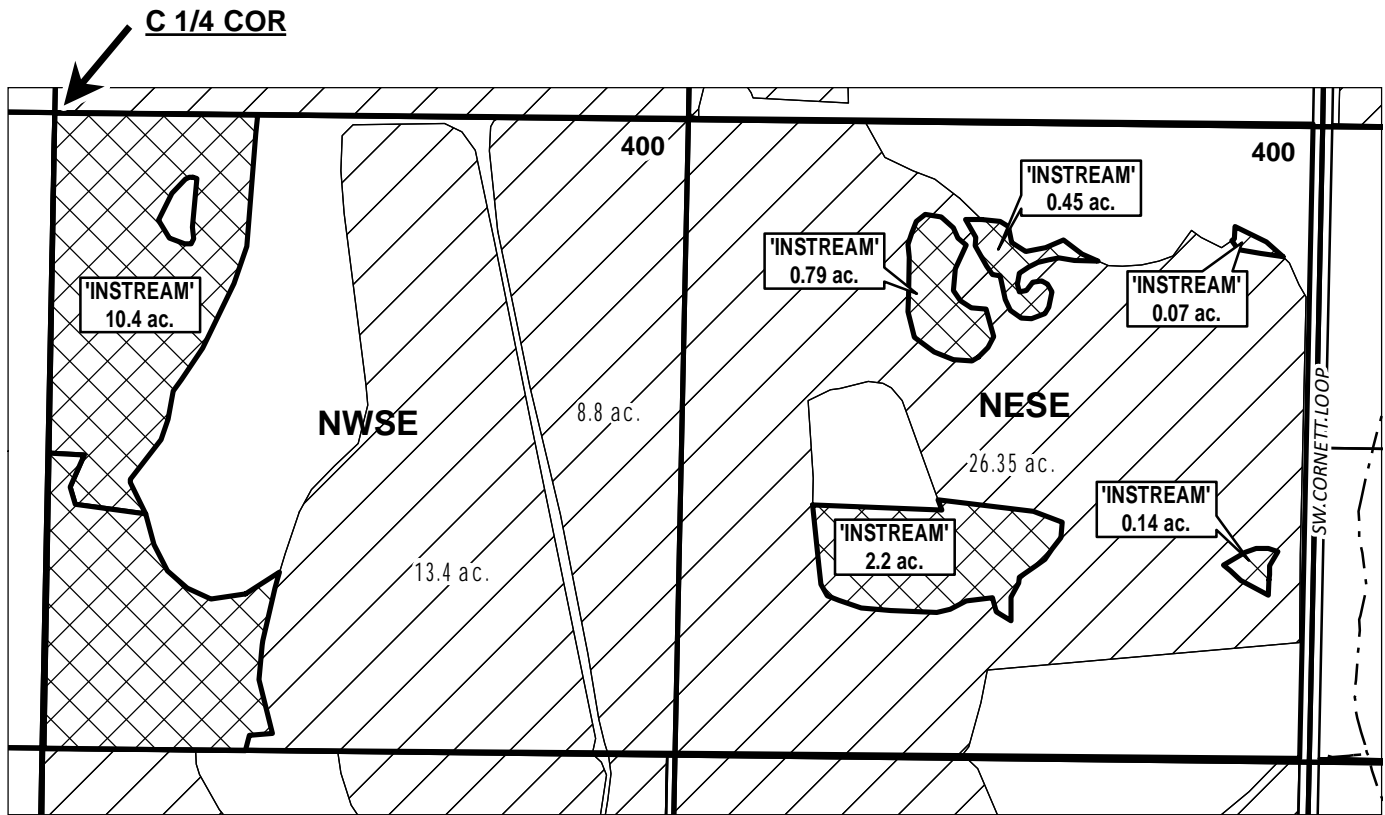 C 1/4 COR
400
400
'INSTREAM'
0.45 ac.
'INSTREAM'
0.79 ac.
'INSTREAM'
10.4 ac.
'INSTREAM'
0.07 ac.
NWSE
8.8 ac.
NESE
26.35 ac.
SW CORNETT LOOP
'INSTREAM'
0.14 ac.
'INSTREAM'
2.2 ac.
13.4 ac.